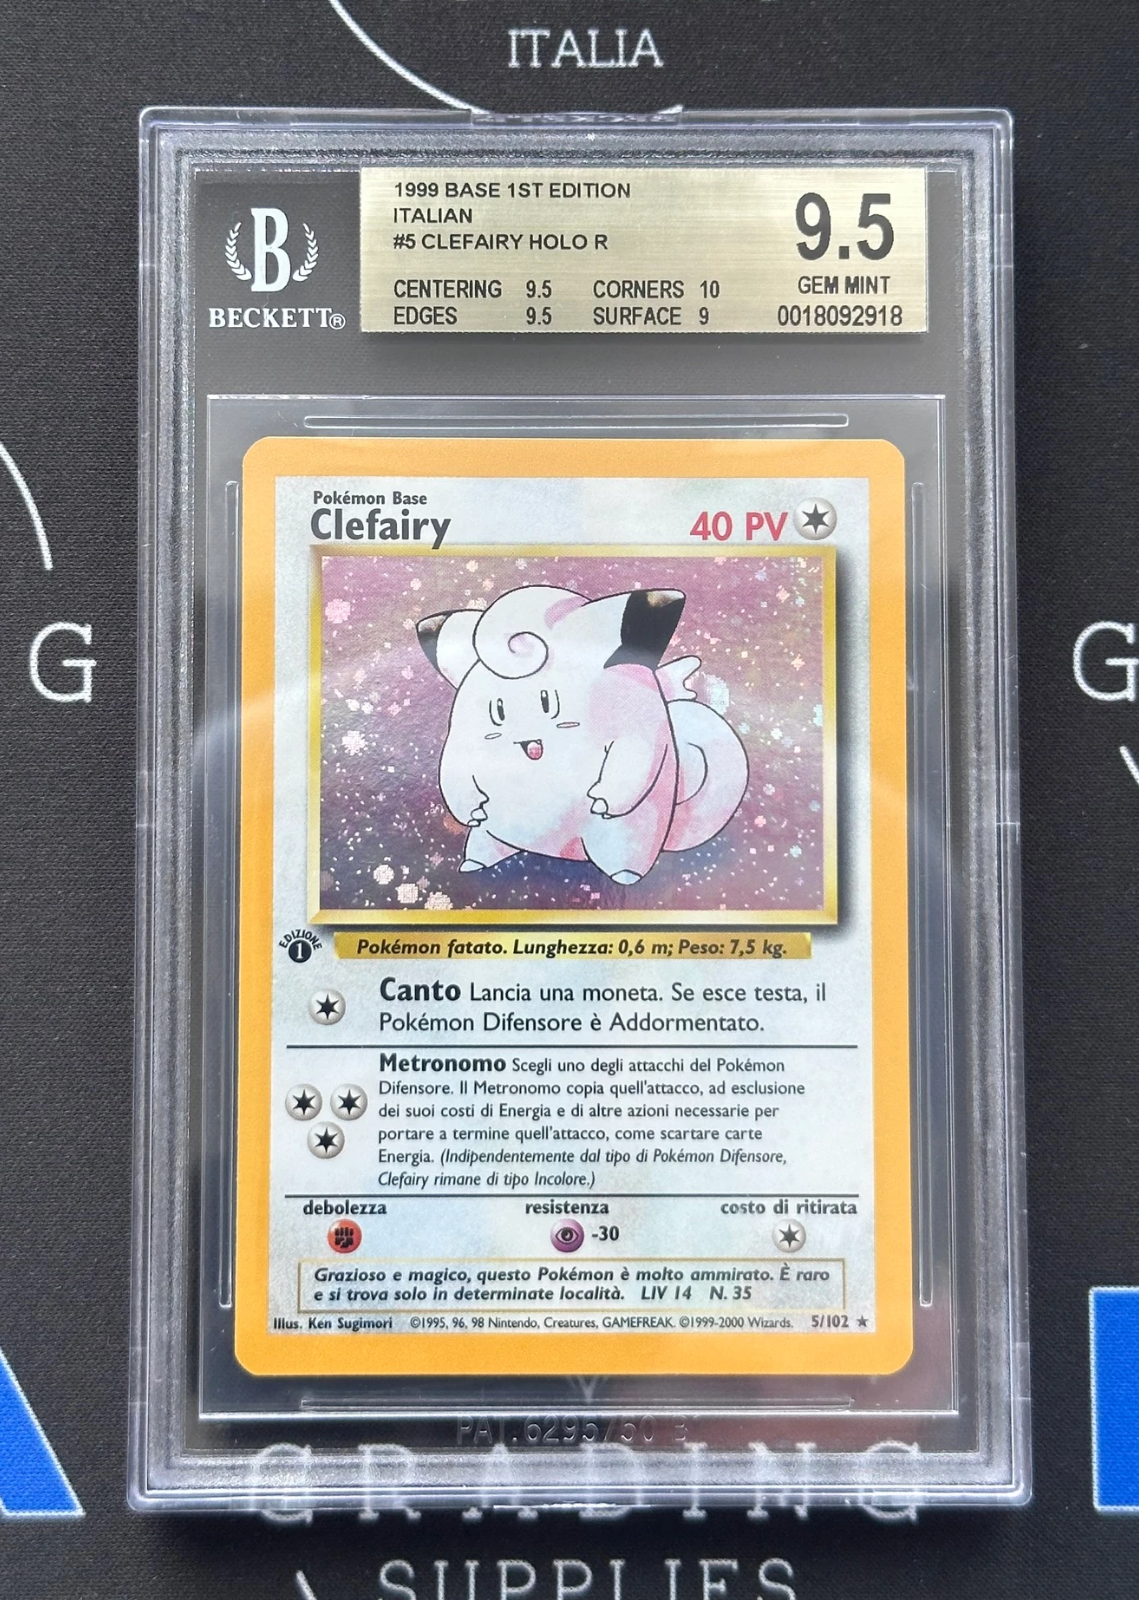 ITALIA
BECKETT
1999 BASE 1ST EDITION
ITALIAN
#5 CLEFAIRY HOLO R
CENTERING 9.5 CORNERS 10
EDGES 9.5 SURFACE 9
9.5
GEM MINT
0018092918
B
BECKETT®
G
G
Pokémon Base
Clefairy
40 PV
EDIZIONE
1
Pokémon fatato. Lunghezza: 0,6 m; Peso: 7,5 kg.
Canto Lancia una moneta. Se esce testa, il
Pokémon Difensore è Addormentato.
Metronomo Scegli uno degli attacchi del Pokémon
Difensore. Il Metronomo copia quell'attacco, ad esclusione
dei suoi costi di Energia e di altre azioni necessarie per
portare a termine quell'attacco, come scartare carte
Energia. (Indipendentemente dal tipo di Pokémon Difensore,
Clefairy rimane di tipo Incolore.)
debolezza resistenza costo di ritirata
-30
Grazioso e magico, questo Pokémon è molto ammirato. È raro
e si trova solo in determinate località. LIV 14 N. 35
Illus. Ken Sugimori ©1995, 96, 98 Nintendo, Creatures, GAMEFREAK. ©1999-2000 Wizards. 5/102 ★
PAT.6295750 B
GRADING
SUPPLIES